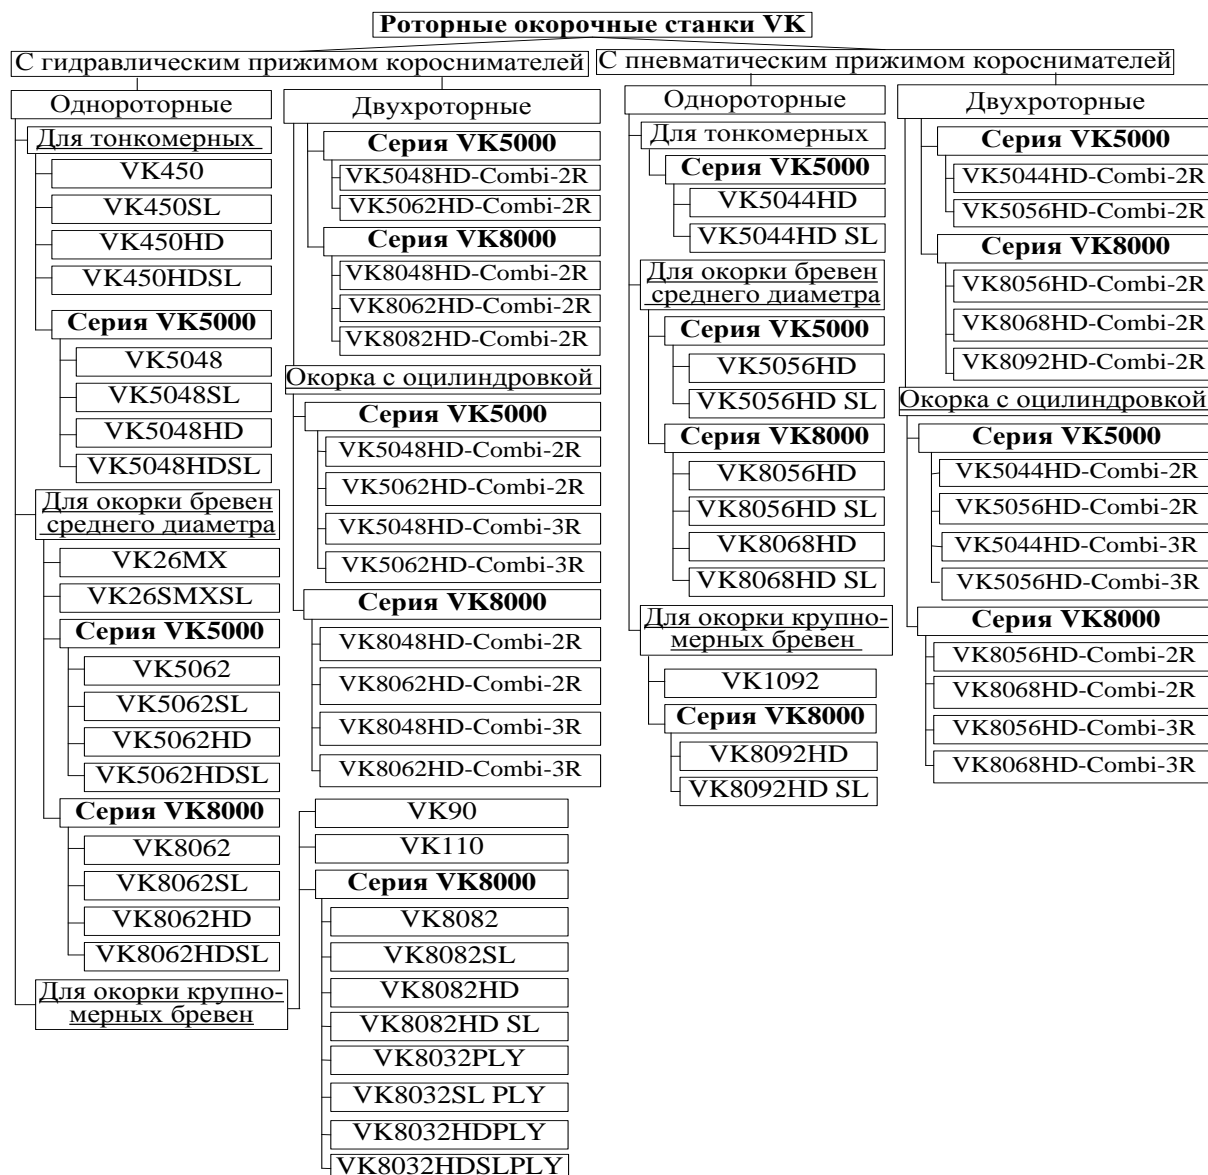 Роторные окорочные станки VK
С гидравлическим прижимом короснимателей
Однороторные
Для тонкомерных
VK450
VK450SL
VK450HD
VK450HDSL
Серия VK5000
VK5048
VK5048SL
VK5048HD
VK5048HDSL
Для окорки бревен
среднего диаметра
VK26MX
VK26SMXSL
Серия VK5000
VK5062
VK5062SL
VK5062HD
VK5062HDSL
Серия VK8000
VK8062
VK8062SL
VK8062HD
VK8062HDSL
Для окорки крупно-
мерных бревен
VK90
VK110
Серия VK8000
VK8082
VK8082SL
VK8082HD
VK8082HD SL
VK8032PLY
VK8032SL PLY
VK8032HDPLY
VK8032HDSLPLY
Двухроторные
Серия VK5000
VK5048HD-Combi-2R
VK5062HD-Combi-2R
Серия VK8000
VK8048HD-Combi-2R
VK8062HD-Combi-2R
VK8082HD-Combi-2R
Окорка с оцилиндровкой
Серия VK5000
VK5048HD-Combi-2R
VK5062HD-Combi-2R
VK5048HD-Combi-3R
VK5062HD-Combi-3R
Серия VK8000
VK8048HD-Combi-2R
VK8062HD-Combi-2R
VK8048HD-Combi-3R
VK8062HD-Combi-3R
С пневматическим прижимом короснимателей
Однороторные
Для тонкомерных
Серия VK5000
VK5044HD
VK5044HD SL
Для окорки бревен
среднего диаметра
Серия VK5000
VK5056HD
VK5056HD SL
Серия VK8000
VK8056HD
VK8056HD SL
VK8068HD
VK8068HD SL
Для окорки крупно-
мерных бревен
VK1092
Серия VK8000
VK8092HD
VK8092HD SL
Двухроторные
Серия VK5000
VK5044HD-Combi-2R
VK5056HD-Combi-2R
Серия VK8000
VK8056HD-Combi-2R
VK8068HD-Combi-2R
VK8092HD-Combi-2R
Окорка с оцилиндровкой
Серия VK5000
VK5044HD-Combi-2R
VK5056HD-Combi-2R
VK5044HD-Combi-3R
VK5056HD-Combi-3R
Серия VK8000
VK8056HD-Combi-2R
VK8068HD-Combi-2R
VK8056HD-Combi-3R
VK8068HD-Combi-3R